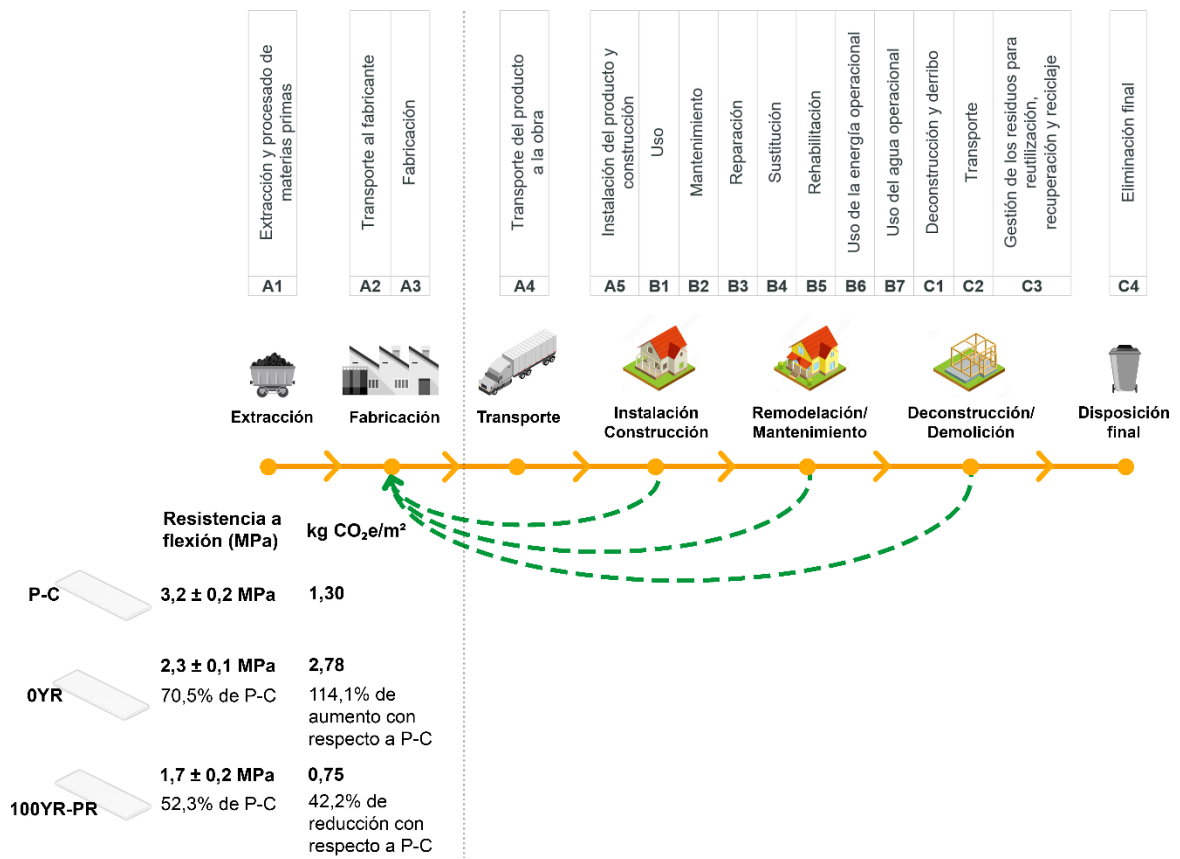 Extracción y procesado de
materias primas
Transporte al fabricante
Fabricación
Transporte del producto
a la obra
Instalación del producto y
construcción
Uso
Mantenimiento
Reparación
Sustitución
Rehabilitación
Uso de la energía operacional
Uso del agua operacional
Deconstrucción y derribo
Transporte
Gestión de los residuos para
reutilización,
recuperación y reciclaje
Eliminación final
A1
A2
A3
A4
A5
B1
B2
B3
B4
B5
B6
B7
C1
C2
C3
C4
Extracción
Fabricación
Transporte
Instalación
Construcción
Remodelación/
Mantenimiento
Deconstrucción/
Demolición
Disposición
final
Resistencia a
flexión (MPa)
kg CO₂e/m²
P-C
3,2 ± 0,2 MPa
1,30
0YR
2,3 ± 0,1 MPa
70,5% de P-C
2,78
114,1% de
aumento con
respecto a P-C
100YR-PR
1,7 ± 0,2 MPa
52,3% de P-C
0,75
42,2% de
reducción con
respecto a P-C